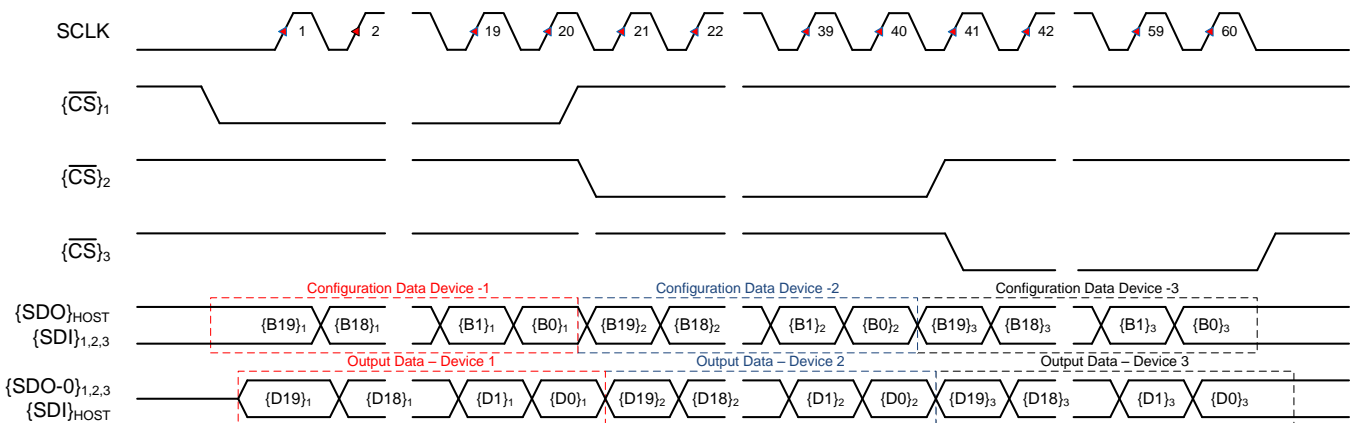 SCLK 1 2 19 20 21 22 39 40 41 42 59 60
{CS}1
{CS}2
{CS}3
Configuration Data Device -1 Configuration Data Device -2 Configuration Data Device -3
{SDO}HOST
{SDI}1,2,3
{B19}1 {B18}1 {B1}1 {B0}1 {B19}2 {B18}2 {B1}2 {B0}2 {B19}3 {B18}3 {B1}3 {B0}3
Output Data – Device 1 Output Data – Device 2 Output Data – Device 3
{SDO-0}1,2,3
{SDI}HOST
{D19}1 {D18}1 {D1}1 {D0}1 {D19}2 {D18}2 {D1}2 {D0}2 {D19}3 {D18}3 {D1}3 {D0}3